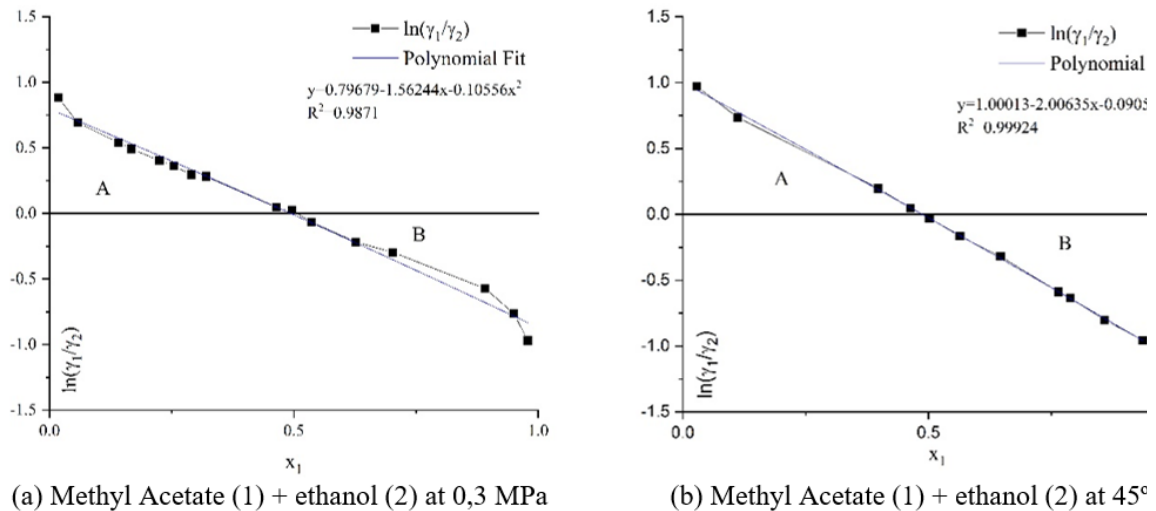 1.5
1.0
0.5
0.0
-0.5
-1.0
-1.5
ln(γ₁/γ₂)
Polynomial Fit
y=0.79679-1.56244x-0.10556x²
R² 0.9871
A
B
ln(γ₁/γ₂)
0.0 0.5 1.0
x₁
(a) Methyl Acetate (1) + ethanol (2) at 0,3 MPa
1.5
1.0
0.5
0.0
-0.5
-1.0
-1.5
ln(γ₁/γ₂)
Polynomial
y=1.00013-2.00635x-0.0905
R² 0.99924
A
B
ln(γ₁/γ₂)
0.0 0.5
x₁
(b) Methyl Acetate (1) + ethanol (2) at 45º